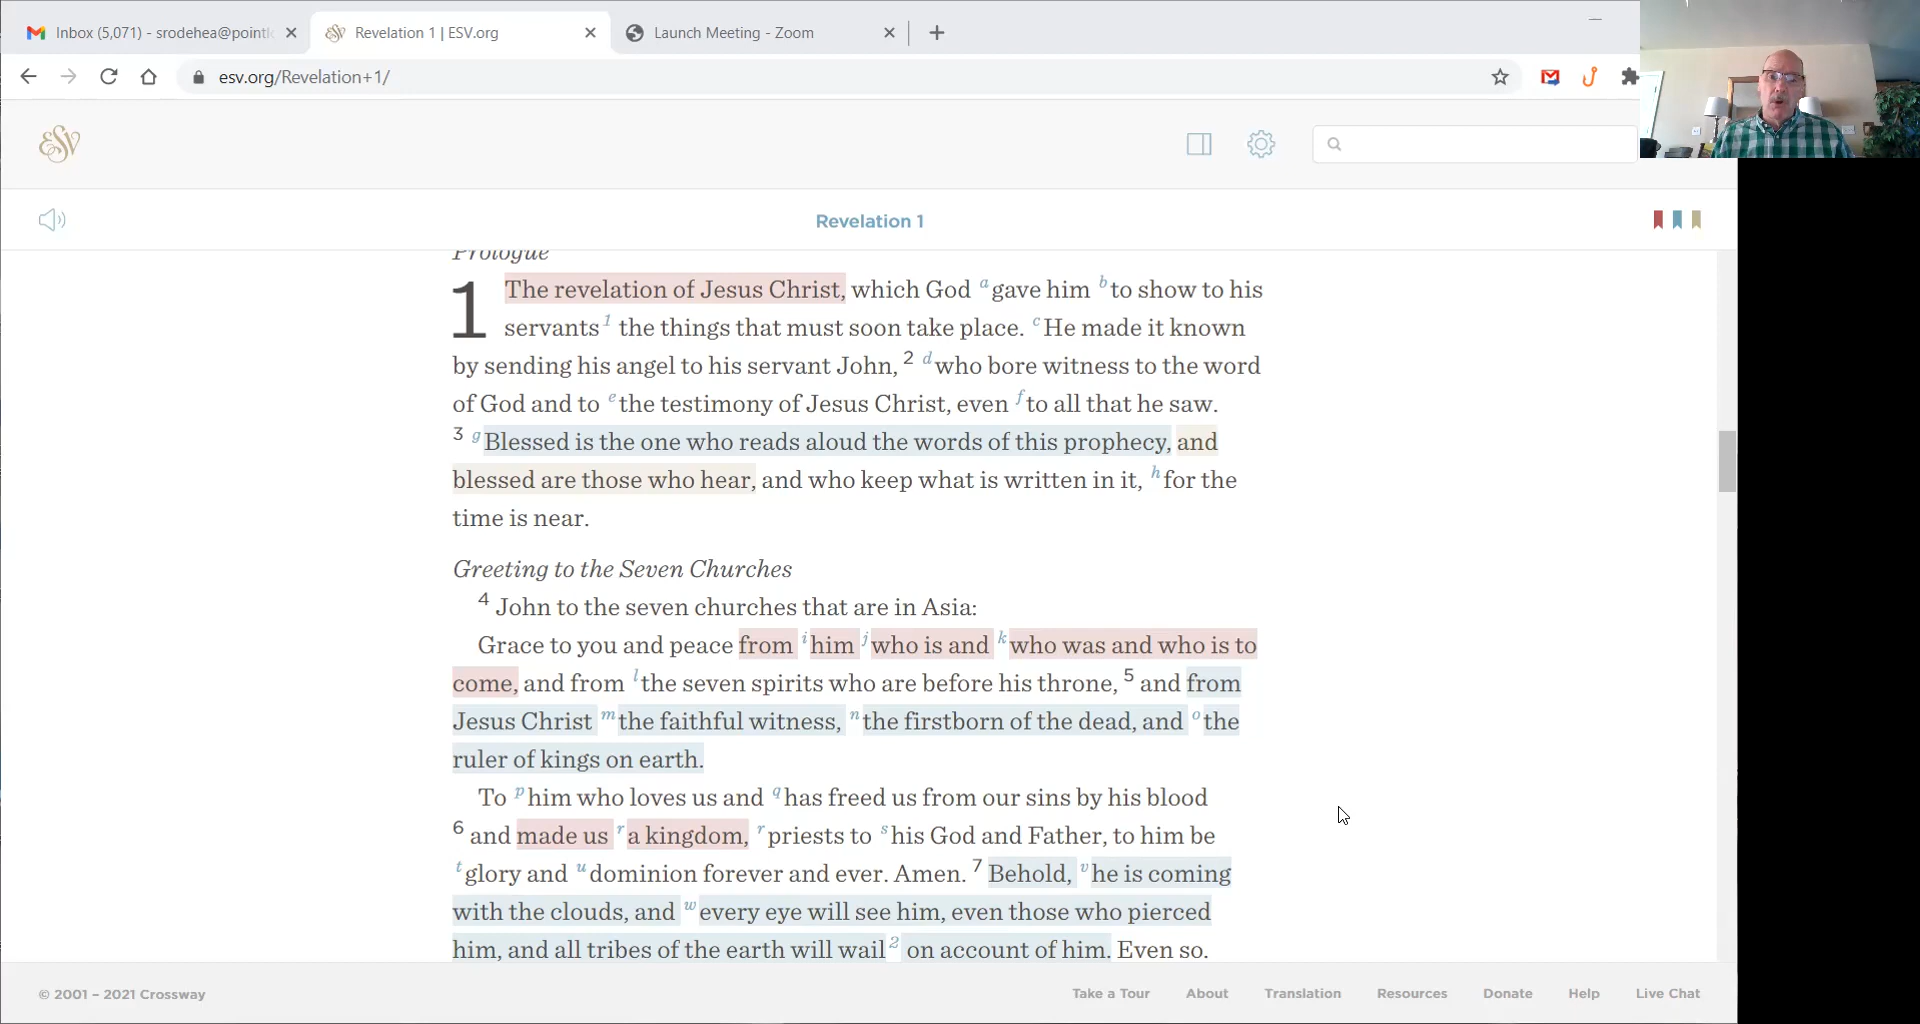 Inbox (5,071) - srodehea@pointl
Revelation 1 | ESV.org
Launch Meeting - Zoom
esv.org/Revelation+1/
ESV
Revelation 1
Prologue
1 The revelation of Jesus Christ, which God a gave him b to show to his
servants 1 the things that must soon take place. c He made it known
by sending his angel to his servant John, 2 d who bore witness to the word
of God and to e the testimony of Jesus Christ, even f to all that he saw.
3 g Blessed is the one who reads aloud the words of this prophecy, and
blessed are those who hear, and who keep what is written in it, h for the
time is near.
Greeting to the Seven Churches
4 John to the seven churches that are in Asia:
Grace to you and peace from i him j who is and k who was and who is to
come, and from l the seven spirits who are before his throne, 5 and from
Jesus Christ m the faithful witness, n the firstborn of the dead, and o the
ruler of kings on earth.
To p him who loves us and q has freed us from our sins by his blood
6 and made us r a kingdom, r priests to s his God and Father, to him be
t glory and u dominion forever and ever. Amen. 7 Behold, v he is coming
with the clouds, and w every eye will see him, even those who pierced
him, and all tribes of the earth will wail 2 on account of him. Even so.
© 2001 – 2021 Crossway
Take a Tour
About
Translation
Resources
Donate
Help
Live Chat